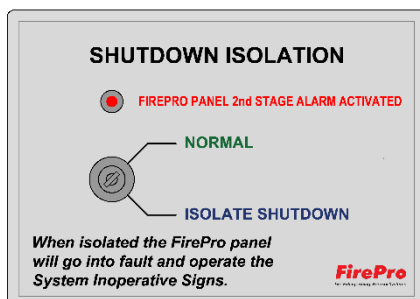 SHUTDOWN ISOLATION
FIREPRO PANEL 2nd STAGE ALARM ACTIVATED
NORMAL
ISOLATE SHUTDOWN
When isolated the FirePro panel
will go into fault and operate the
System Inoperative Signs.
FirePro